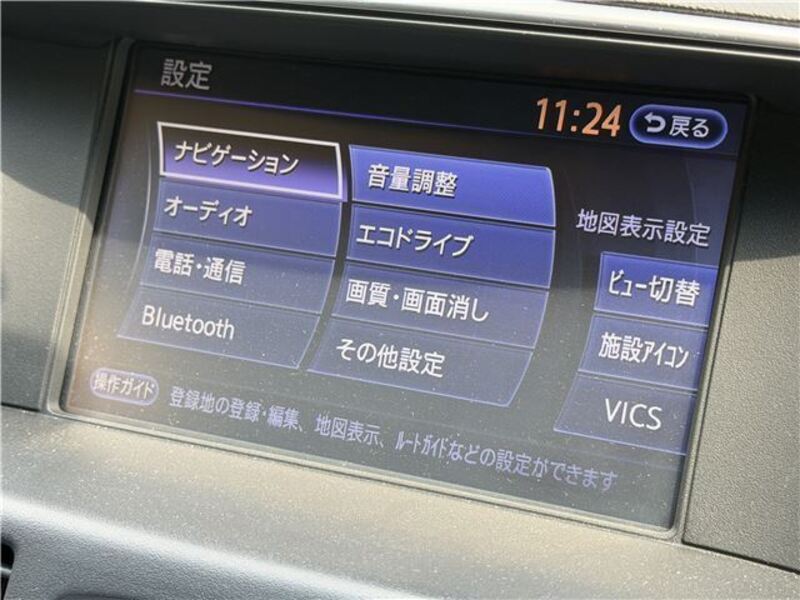 設定
11:24
戻る
ナビゲーション
音量調整
オーディオ
エコドライブ
電話・通信
画質・画面消し
Bluetooth
その他設定
地図表示設定
ビュー切替
施設アイコン
VICS
操作ガイド
登録地の登録・編集、地図表示、ルートガイドなどの設定ができます